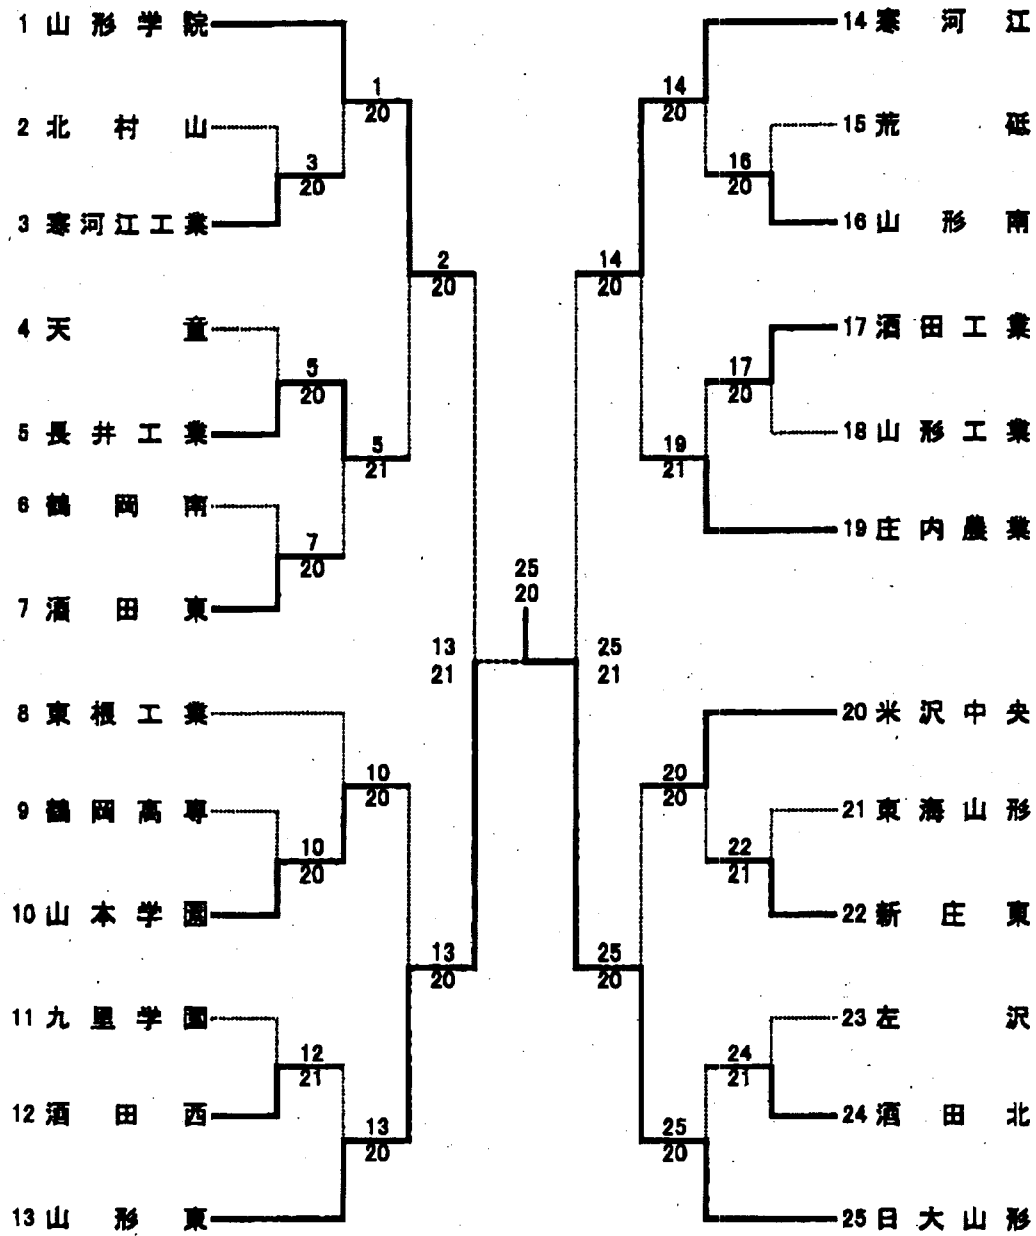 1 山形学院
2 北村山
3 寒河江工業
4 天童
5 長井工業
6 鶴岡南
7 酒田東
8 東根工業
9 鶴岡高専
10 山本学園
11 九里学園
12 酒田西
13 山形東
1
20
3
20
2
20
5
20
5
21
7
20
13
21
10
20
10
20
13
20
12
21
13
20
25
20
14
20
16
20
14
20
17
20
19
21
25
21
20
20
22
21
25
20
24
21
25
20
14 寒河江
15 荒砥
16 山形南
17 酒田工業
18 山形工業
19 庄内農業
20 米沢中央
21 東海山形
22 新庄東
23 左沢
24 酒田北
25 日大山形